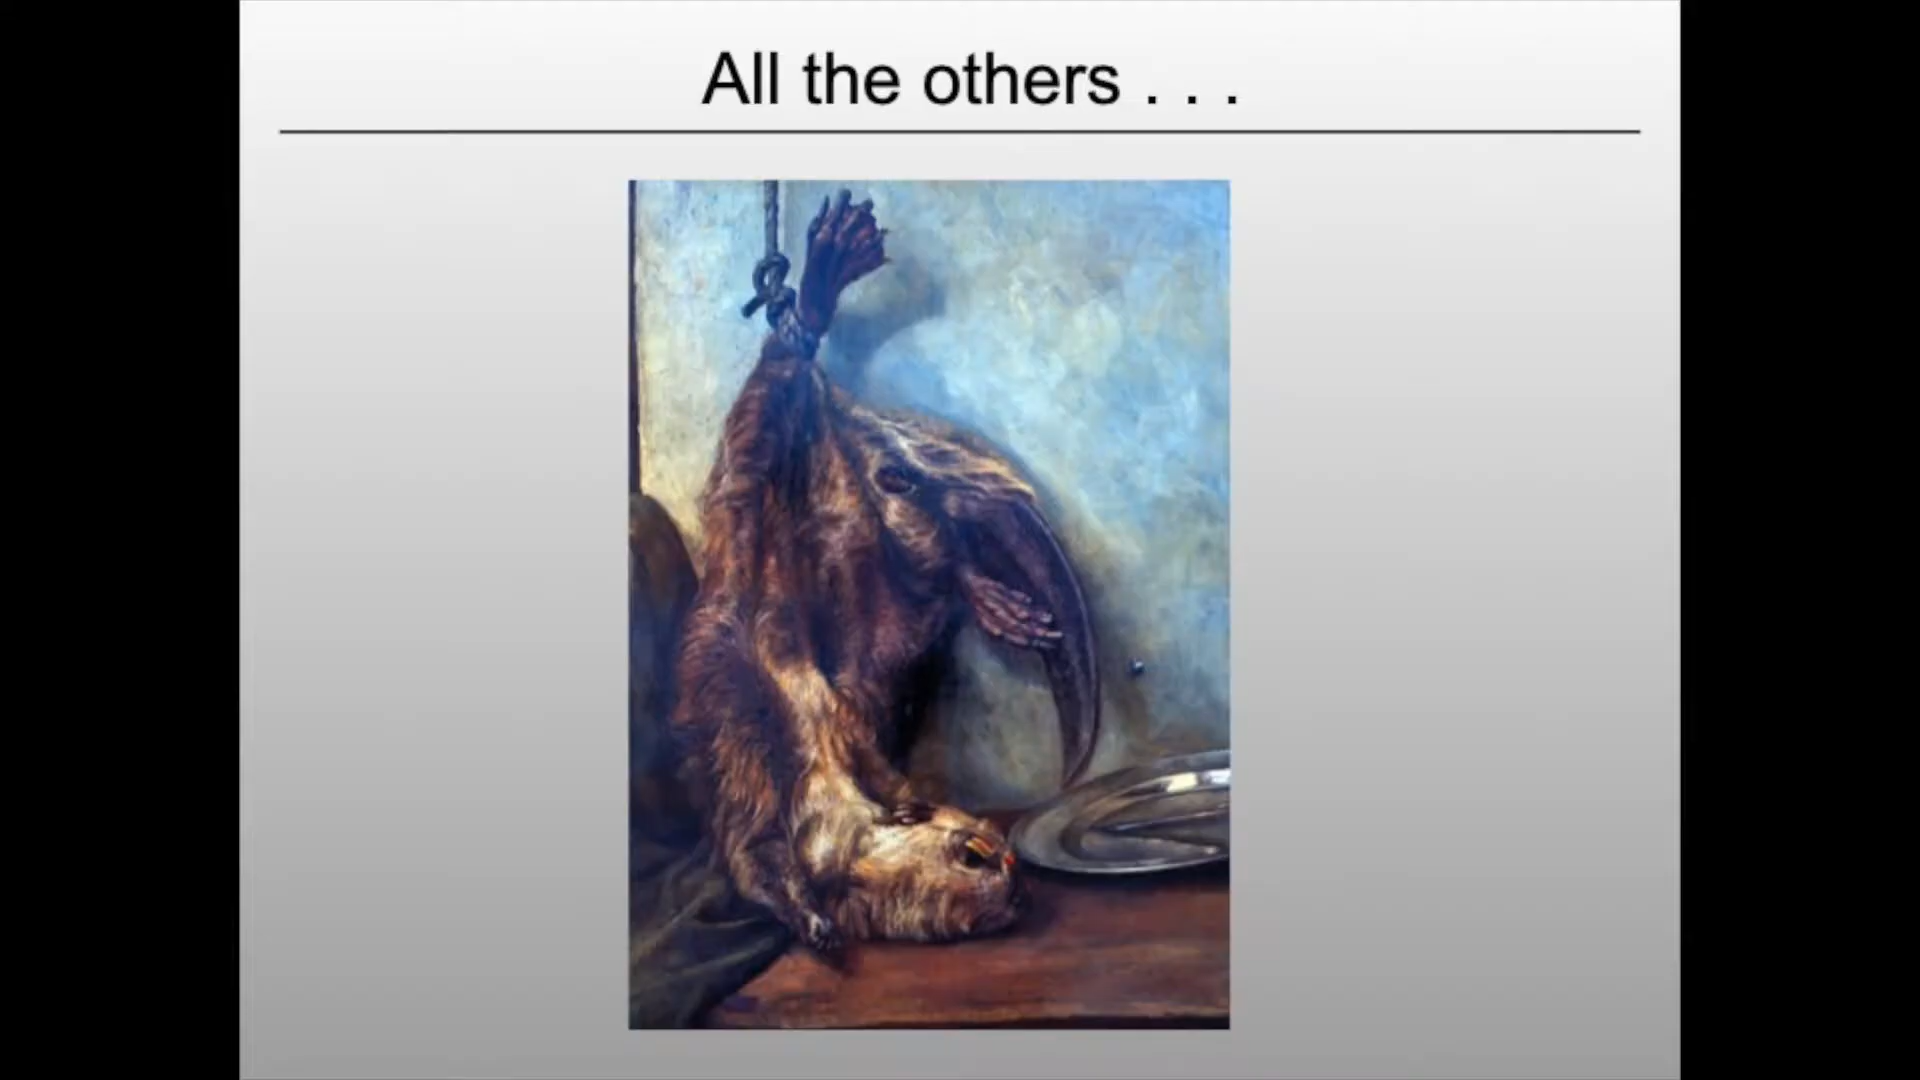 All the others . . .